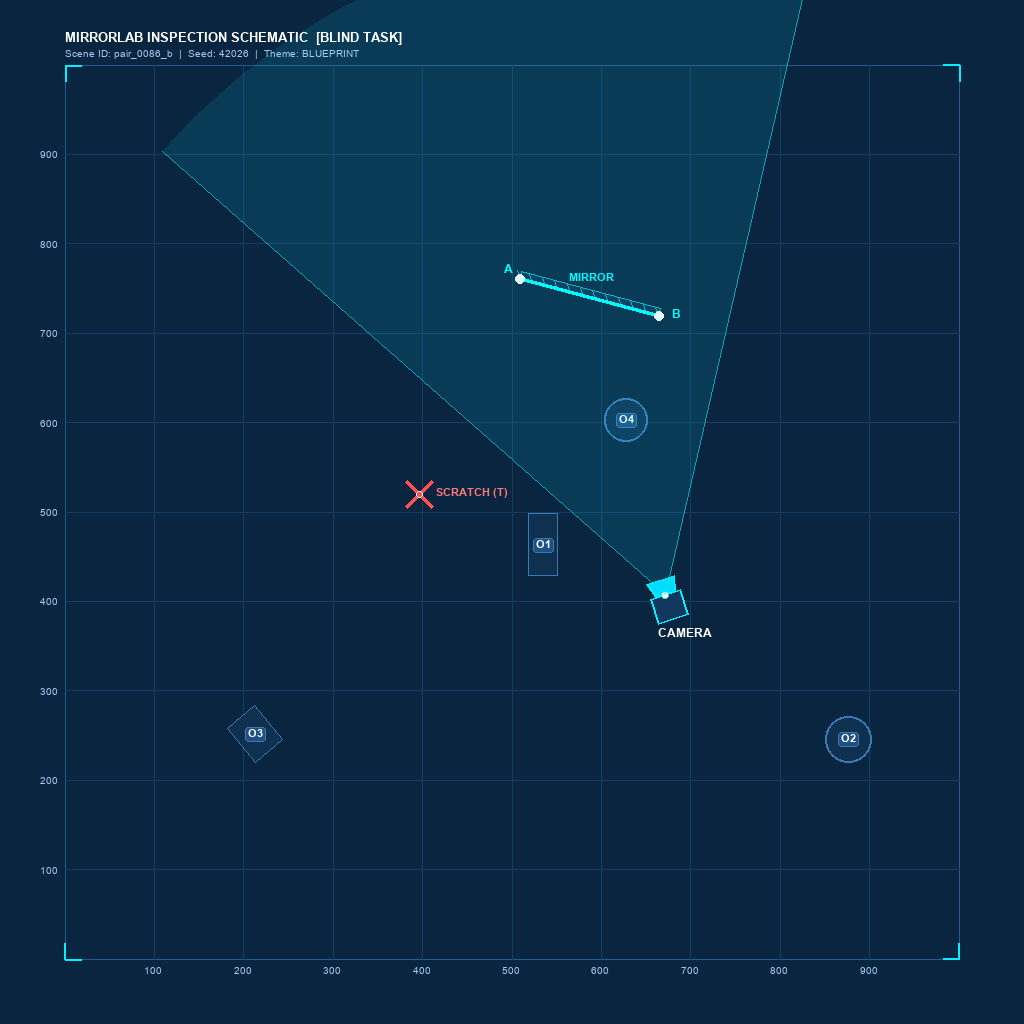 MIRRORLAB INSPECTION SCHEMATIC [BLIND TASK]
Scene ID: pair_0086_b | Seed: 42026 | Theme: BLUEPRINT
900
A
MIRROR
800
B
700
O4
600
SCRATCH (T)
500
O1
400
CAMERA
300
O3
O2
200
100
100 200 300 400 500 600 700 800 900